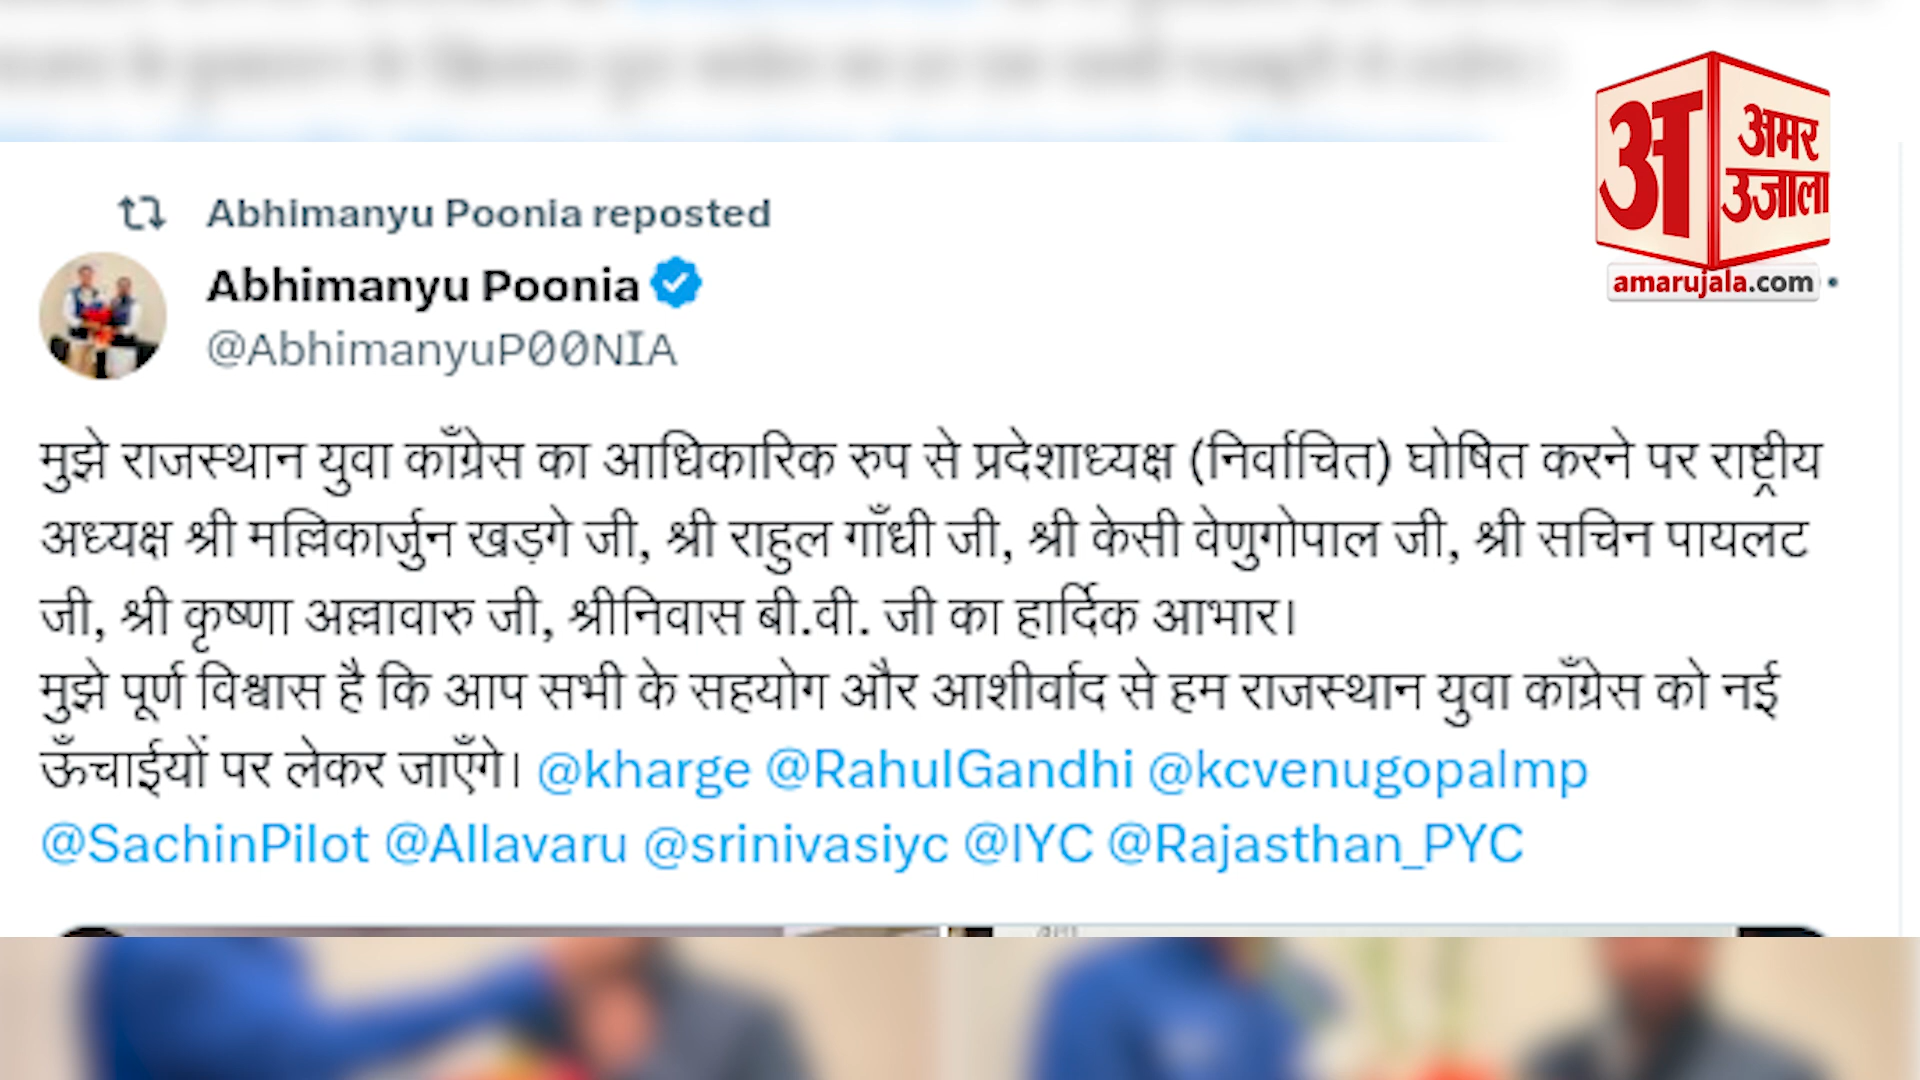 Abhimanyu Poonia reposted
Abhimanyu Poonia
@AbhimanyuP00NIA
मुझे राजस्थान युवा काँग्रेस का आधिकारिक रुप से प्रदेशाध्यक्ष (निर्वाचित) घोषित करने पर राष्ट्रीय
अध्यक्ष श्री मल्लिकार्जुन खड़गे जी, श्री राहुल गाँधी जी, श्री केसी वेणुगोपाल जी, श्री सचिन पायलट
जी, श्री कृष्णा अल्लावारु जी, श्रीनिवास बी.वी. जी का हार्दिक आभार।
मुझे पूर्ण विश्वास है कि आप सभी के सहयोग और आशीर्वाद से हम राजस्थान युवा काँग्रेस को नई
ऊँचाईयों पर लेकर जाएँगे। @kharge @RahulGandhi @kcvenugopalmp
@SachinPilot @Allavaru @srinivasiyc @IYC @Rajasthan_PYC
अ
अमर
उजाला
amarujala.com